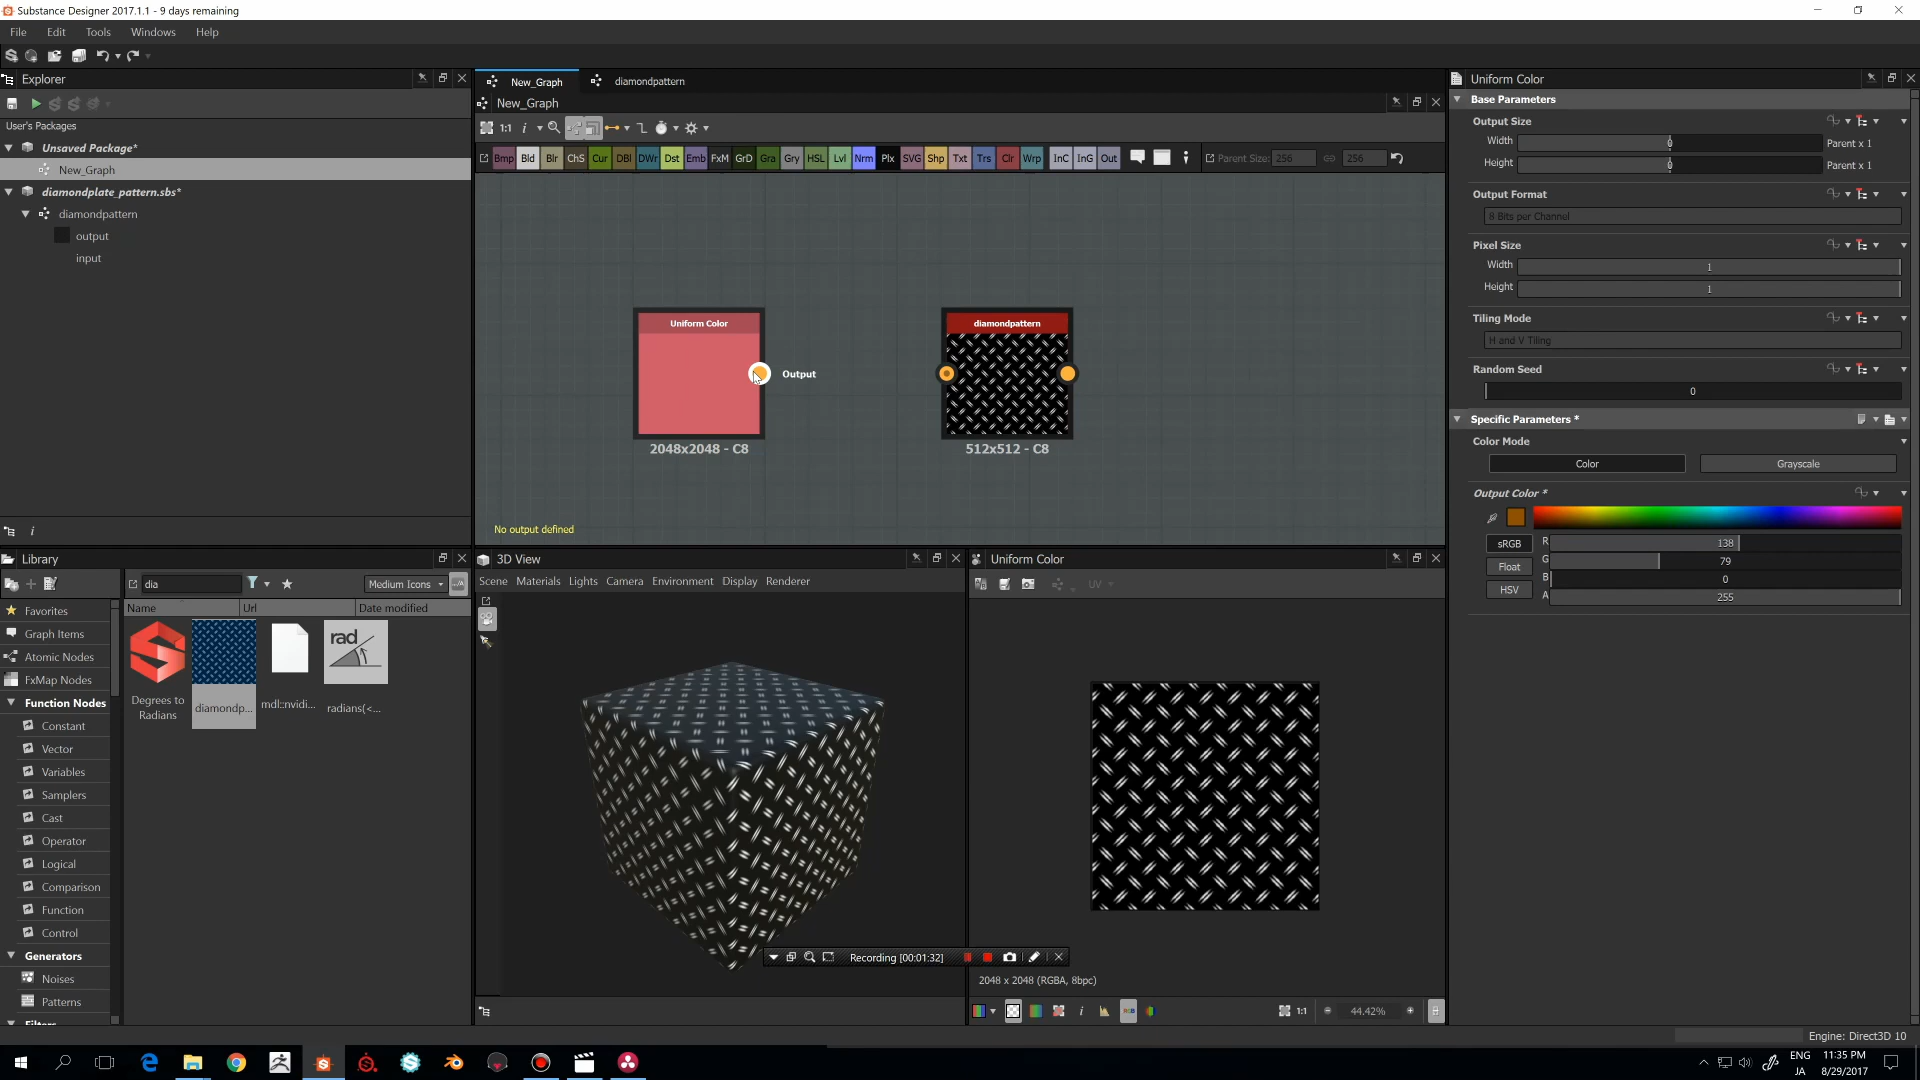 Substance Designer 2017.1.1 - 9 days remaining
File Edit Tools Windows Help
Explorer
User's Packages
Unsaved Package*
New_Graph
diamondplate_pattern.sbs*
diamondpattern
output
input
New_Graph diamondpattern
New_Graph
1:1 i
Bmp Bld Blr ChS Cur DBl DWr Dst Emb FxM GrD Gra Gry HSL Lvl Nrm Plx SVG Shp Txt Trs Clr Wrp InC InG Out Parent Size: 256 256
Uniform Color
Output
2048x2048 - C8
diamondpattern
512x512 - C8
No output defined
Uniform Color
Base Parameters
Output Size
Width 0 Parent x 1
Height 0 Parent x 1
Output Format
8 Bits per Channel
Pixel Size
Width 1
Height 1
Tiling Mode
H and V Tiling
Random Seed
0
Specific Parameters *
Color Mode
Color Grayscale
Output Color *
sRGB R 138
G 79
Float
B 0
HSV
A 255
Library
dia Medium Icons
Name Url Date modified
Favorites
Graph Items
Atomic Nodes
FxMap Nodes
Function Nodes
Constant
Vector
Variables
Samplers
Cast
Operator
Logical
Comparison
Function
Control
Generators
Noises
Patterns
Filters
rad
Degrees to Radians
diamondp...
mdl::nvidi...
radians(<...
3D View
Scene Materials Lights Camera Environment Display Renderer
Uniform Color
UV
Recording [00:01:32]
2048 x 2048 (RGBA, 8bpc)
i RGB 1:1 44.42%
Engine: Direct3D 10
ENG 11:35 PM
JA 8/29/2017